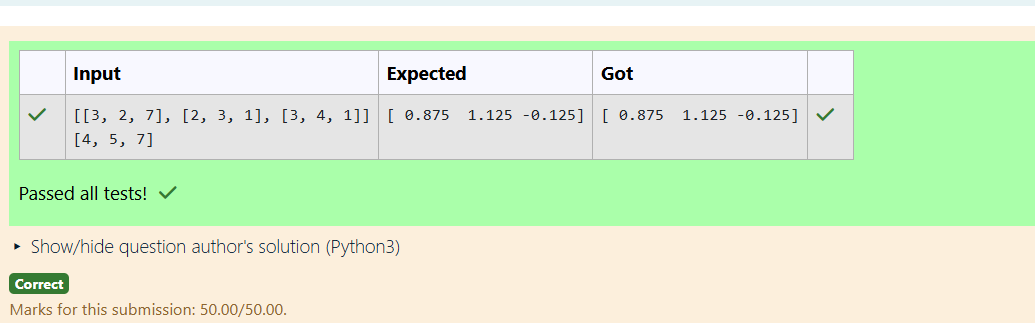 Input Expected Got
[[3, 2, 7], [2, 3, 1], [3, 4, 1]] [ 0.875  1.125 -0.125] [ 0.875  1.125 -0.125]
[4, 5, 7]
Passed all tests!
Show/hide question author's solution (Python3)
Correct
Marks for this submission: 50.00/50.00.